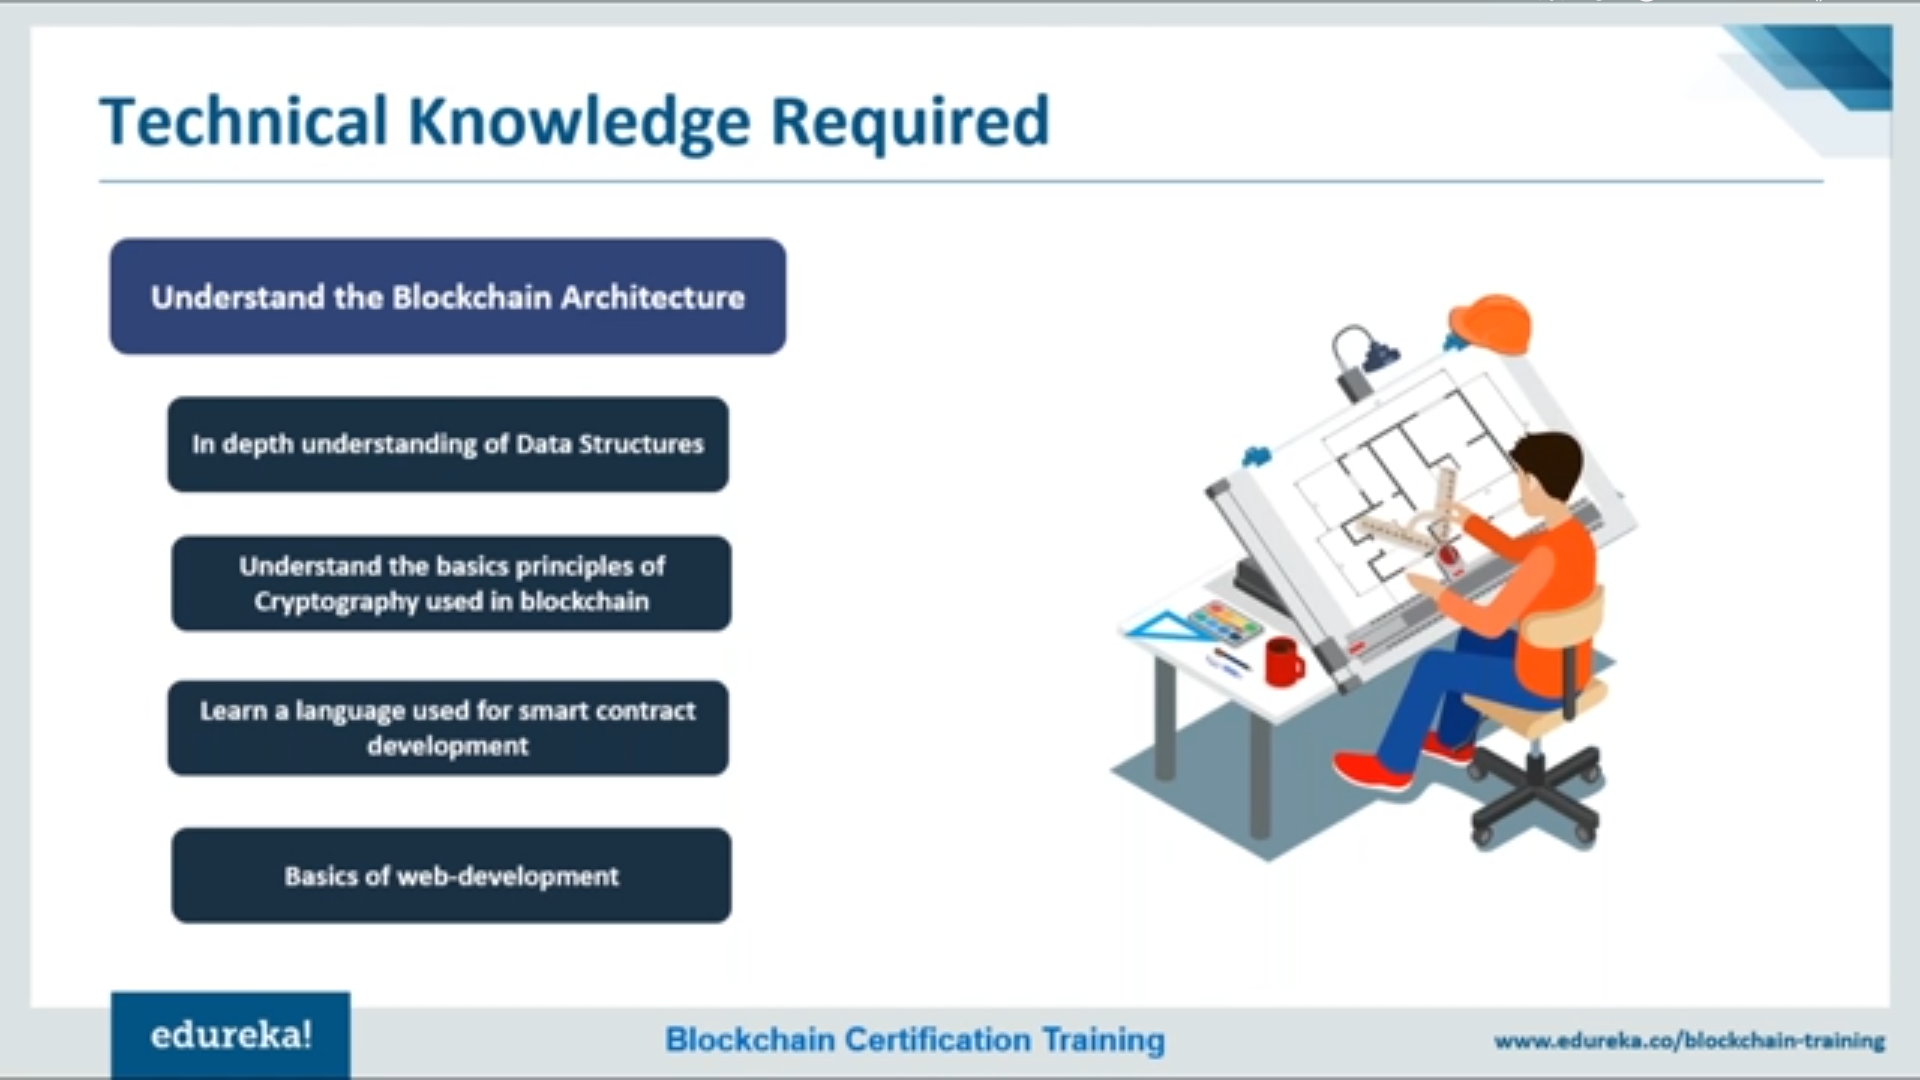 Technical Knowledge Required
Understand the Blockchain Architecture
In depth understanding of Data Structures
Understand the basics principles of
Cryptography used in blockchain
Learn a language used for smart contract
development
Basics of web-development
edureka!
Blockchain Certification Training
www.edureka.co/blockchain-training